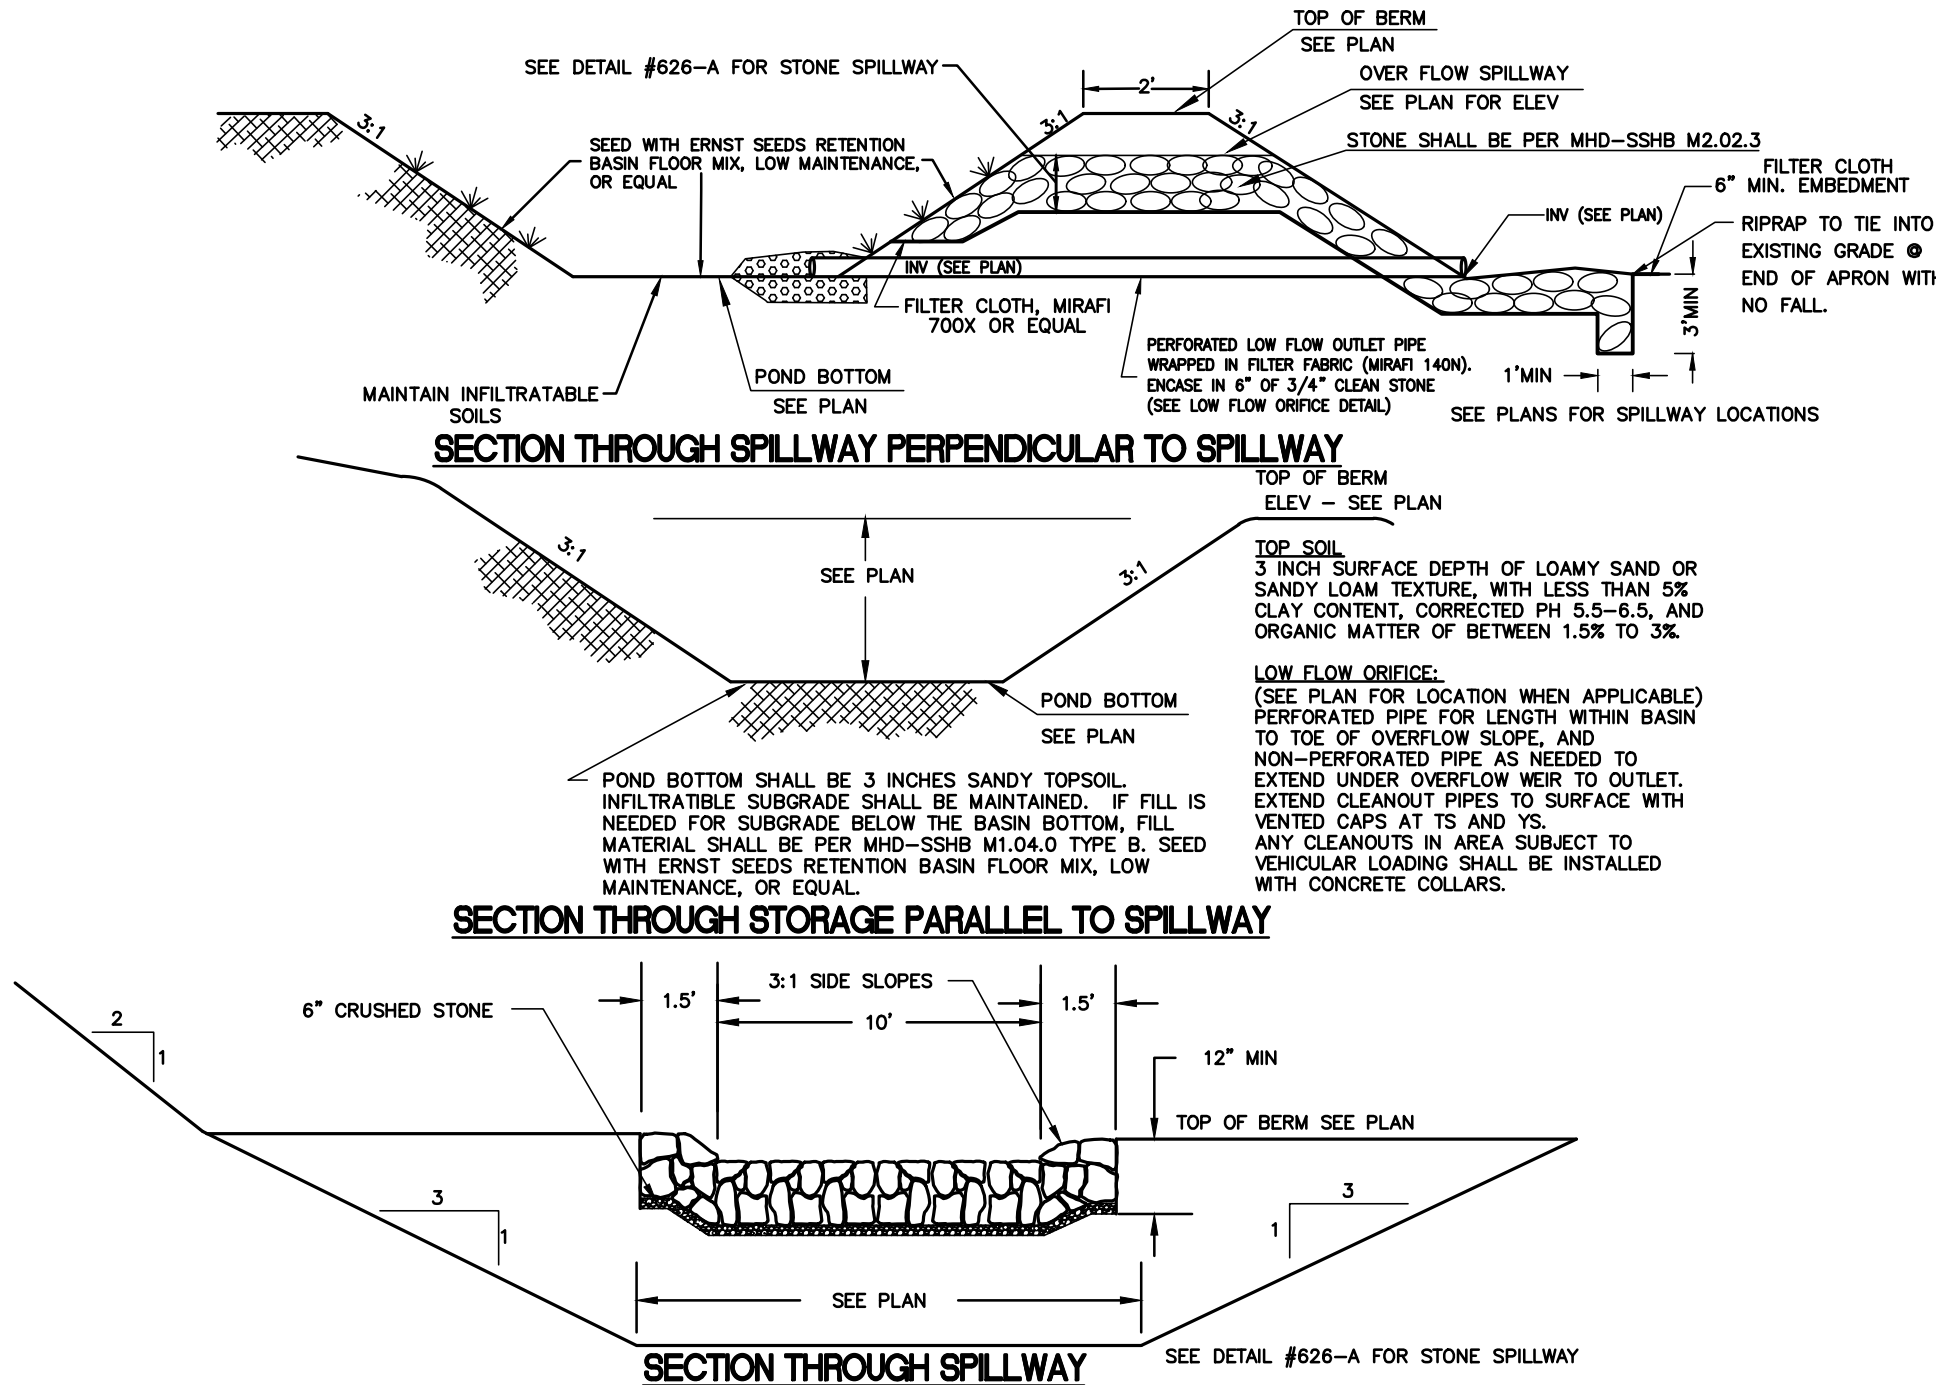 TOP OF BERM
SEE PLAN
SEE DETAIL #626-A FOR STONE SPILLWAY
OVER FLOW SPILLWAY
SEE PLAN FOR ELEV
2'
3:1
3:1
3:1
STONE SHALL BE PER MHD-SSHB M2.02.3
SEED WITH ERNST SEEDS RETENTION
BASIN FLOOR MIX, LOW MAINTENANCE,
OR EQUAL
FILTER CLOTH
6" MIN. EMBEDMENT
INV (SEE PLAN)
RIPRAP TO TIE INTO
EXISTING GRADE @
END OF APRON WITH
NO FALL.
INV (SEE PLAN)
FILTER CLOTH, MIRAFI
700X OR EQUAL
3'MIN
PERFORATED LOW FLOW OUTLET PIPE
WRAPPED IN FILTER FABRIC (MIRAFI 140N).
ENCASE IN 6" OF 3/4" CLEAN STONE
(SEE LOW FLOW ORIFICE DETAIL)
1'MIN
POND BOTTOM
SEE PLAN
MAINTAIN INFILTRATABLE
SOILS
SEE PLANS FOR SPILLWAY LOCATIONS
SECTION THROUGH SPILLWAY PERPENDICULAR TO SPILLWAY
TOP OF BERM
ELEV - SEE PLAN
3:1
SEE PLAN
3:1
TOP SOIL
3 INCH SURFACE DEPTH OF LOAMY SAND OR
SANDY LOAM TEXTURE, WITH LESS THAN 5%
CLAY CONTENT, CORRECTED PH 5.5-6.5, AND
ORGANIC MATTER OF BETWEEN 1.5% TO 3%.
POND BOTTOM
SEE PLAN
LOW FLOW ORIFICE:
(SEE PLAN FOR LOCATION WHEN APPLICABLE)
PERFORATED PIPE FOR LENGTH WITHIN BASIN
TO TOE OF OVERFLOW SLOPE, AND
NON-PERFORATED PIPE AS NEEDED TO
EXTEND UNDER OVERFLOW WEIR TO OUTLET.
EXTEND CLEANOUT PIPES TO SURFACE WITH
VENTED CAPS AT TS AND YS.
ANY CLEANOUTS IN AREA SUBJECT TO
VEHICULAR LOADING SHALL BE INSTALLED
WITH CONCRETE COLLARS.
POND BOTTOM SHALL BE 3 INCHES SANDY TOPSOIL.
INFILTRATIBLE SUBGRADE SHALL BE MAINTAINED. IF FILL IS
NEEDED FOR SUBGRADE BELOW THE BASIN BOTTOM, FILL
MATERIAL SHALL BE PER MHD-SSHB M1.04.0 TYPE B. SEED
WITH ERNST SEEDS RETENTION BASIN FLOOR MIX, LOW
MAINTENANCE, OR EQUAL.
SECTION THROUGH STORAGE PARALLEL TO SPILLWAY
3:1 SIDE SLOPES
6" CRUSHED STONE
1.5'
10'
1.5'
2
1
12" MIN
TOP OF BERM SEE PLAN
3
1
3
1
SEE PLAN
SECTION THROUGH SPILLWAY
SEE DETAIL #626-A FOR STONE SPILLWAY